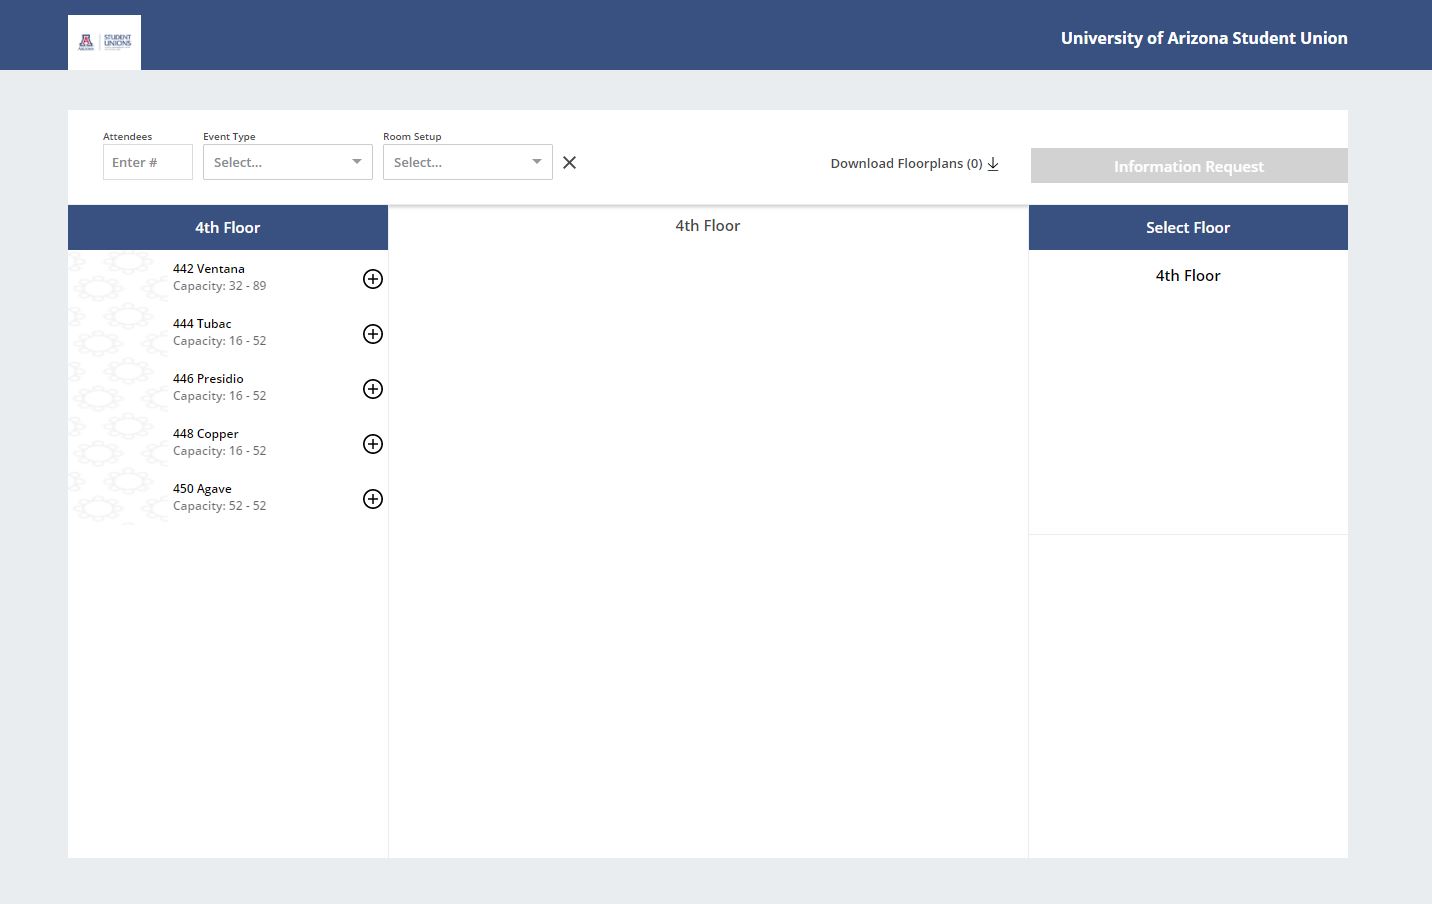 ARIZONA
STUDENT
UNIONS
University of Arizona Student Union
Attendees
Event Type
Room Setup
Enter #
Select...
Select...
Download Floorplans (0)
Information Request
4th Floor
4th Floor
Select Floor
442 Ventana
Capacity: 32 - 89
444 Tubac
Capacity: 16 - 52
446 Presidio
Capacity: 16 - 52
448 Copper
Capacity: 16 - 52
450 Agave
Capacity: 52 - 52
4th Floor